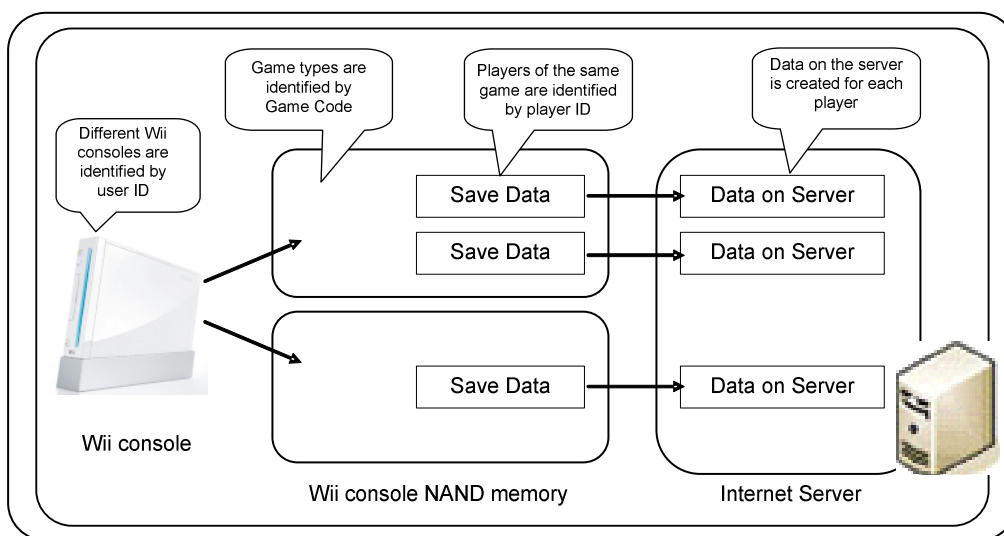 Game types are
identified by
Game Code
Players of the same
game are identified
by player ID
Data on the server
is created for each
player
Different Wii
consoles are
identified by
user ID
Save Data
Data on Server
Save Data
Data on Server
Save Data
Data on Server
Wii console
Wii console NAND memory
Internet Server